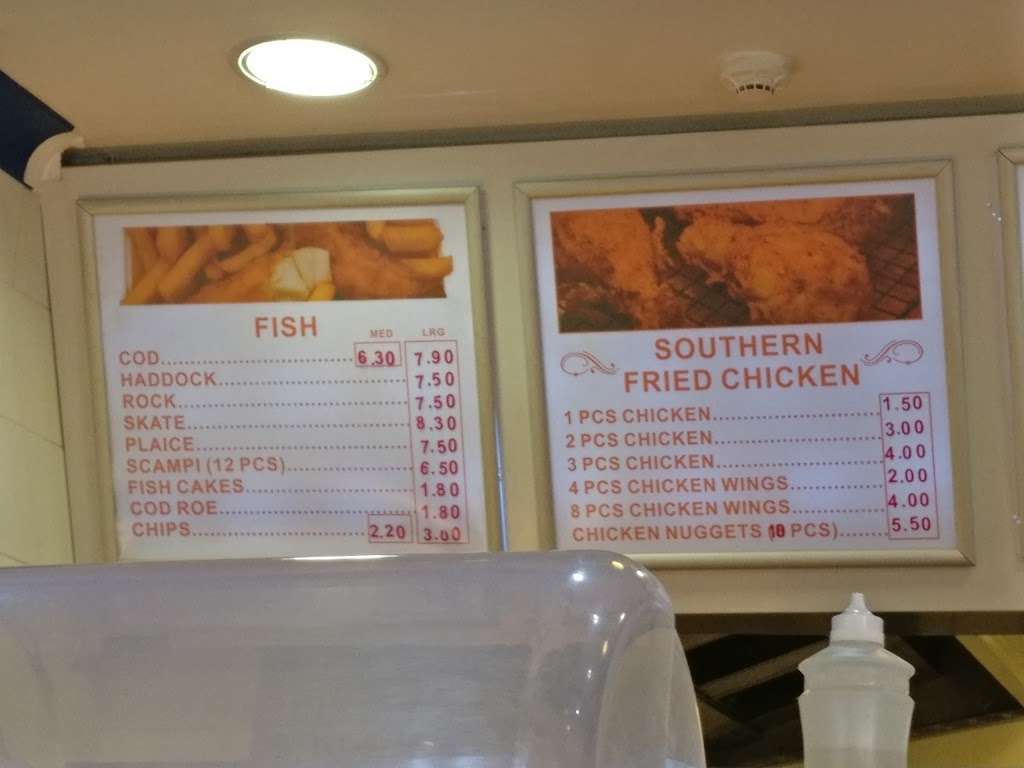 FISH
MED LRG
COD 6.30 7.90
HADDOCK 7.50
ROCK 7.50
SKATE 8.30
PLAICE 7.50
SCAMPI (12 PCS) 6.50
FISH CAKES 1.80
COD ROE 1.80
CHIPS 2.20 3.00
SOUTHERN
FRIED CHICKEN
1 PCS CHICKEN 1.50
2 PCS CHICKEN 3.00
3 PCS CHICKEN 4.00
4 PCS CHICKEN WINGS 2.00
8 PCS CHICKEN WINGS 4.00
CHICKEN NUGGETS (10 PCS) 5.50